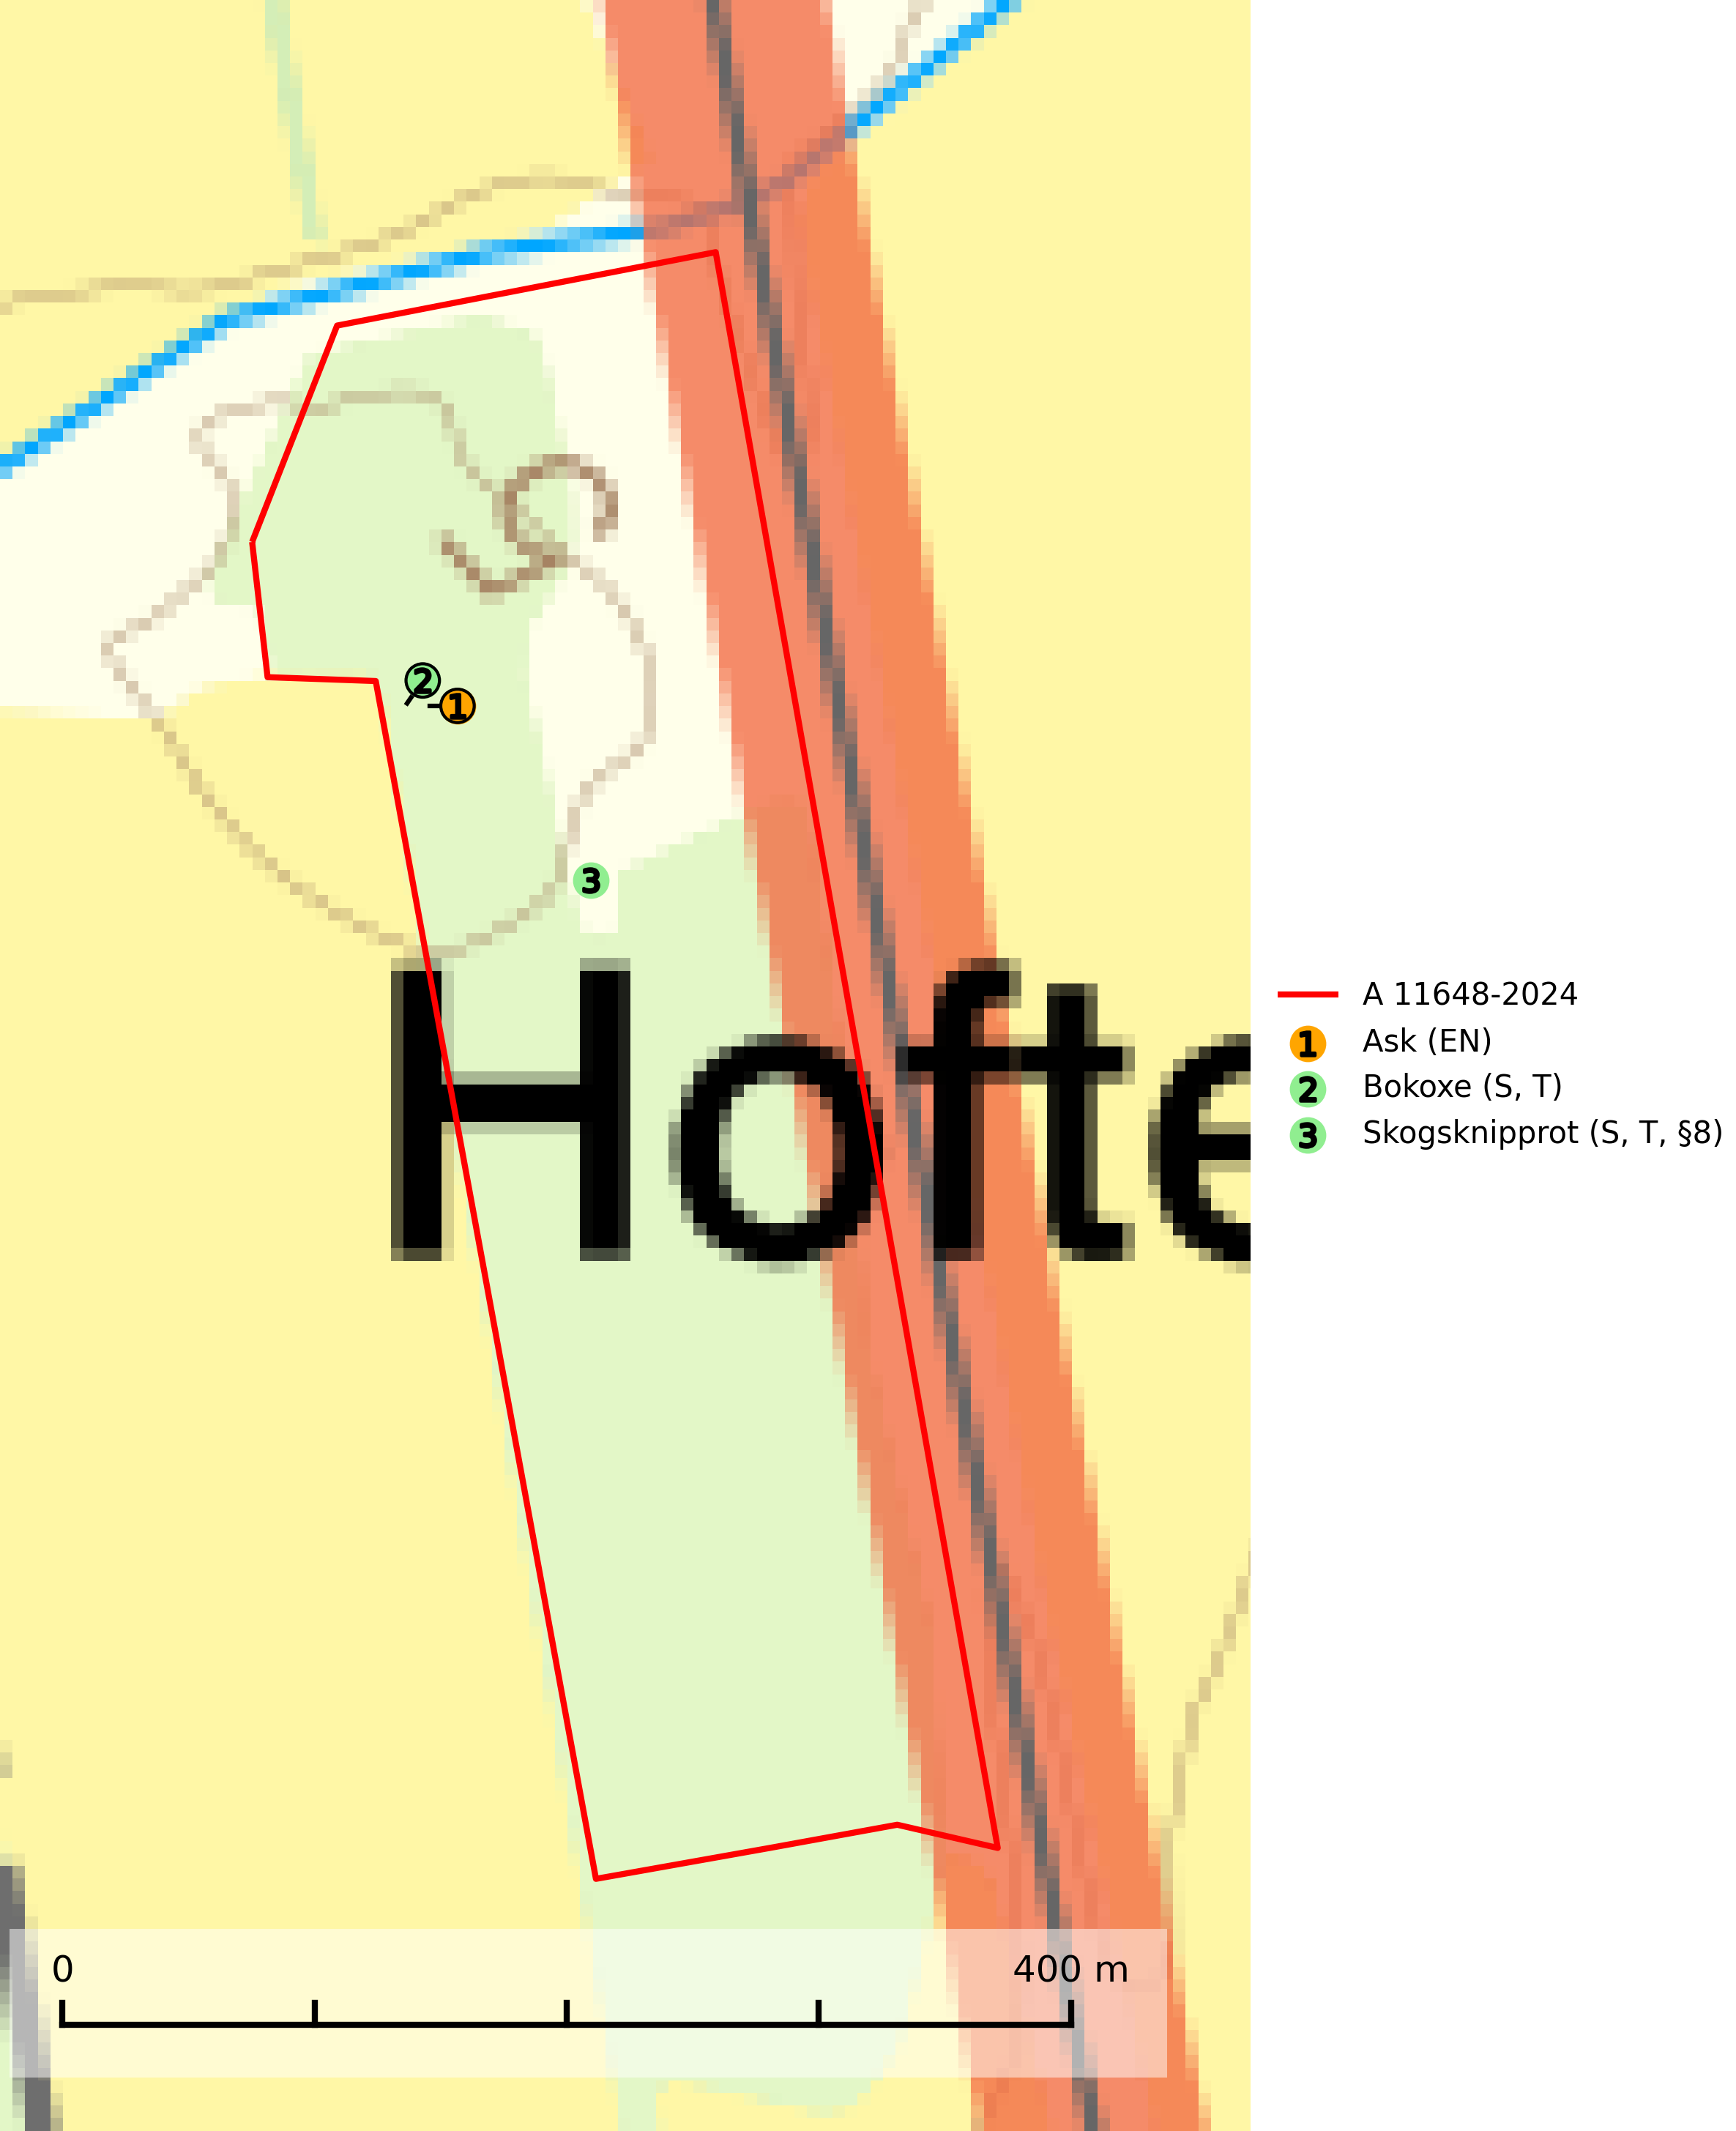 2
1
3
Hofte
0 400 m
A 11648-2024
1 Ask (EN)
2 Bokoxe (S, T)
3 Skogsknipprot (S, T, §8)